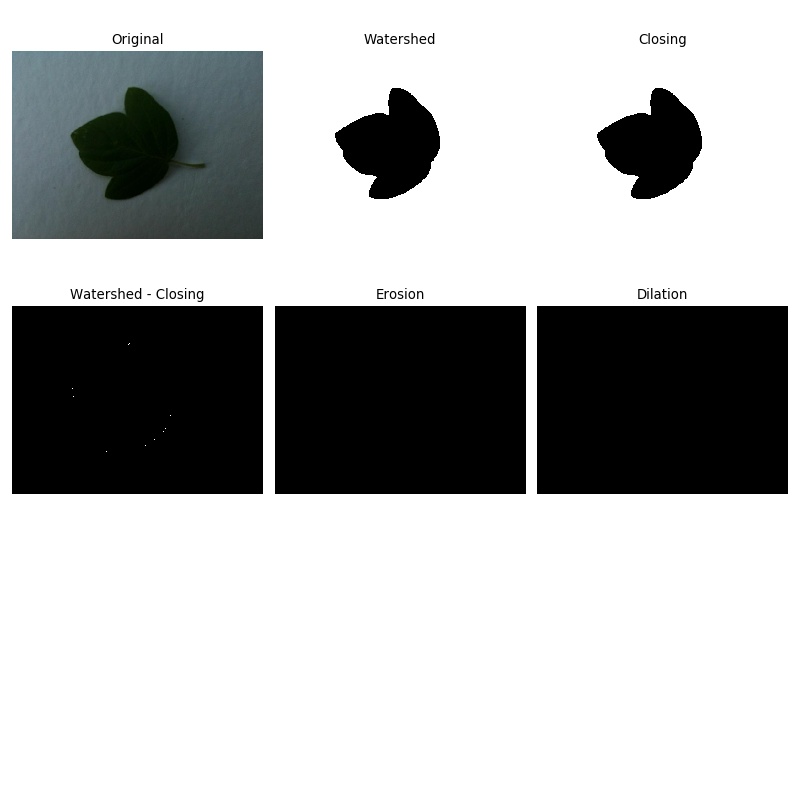 Original
Watershed
Closing
Watershed - Closing
Erosion
Dilation